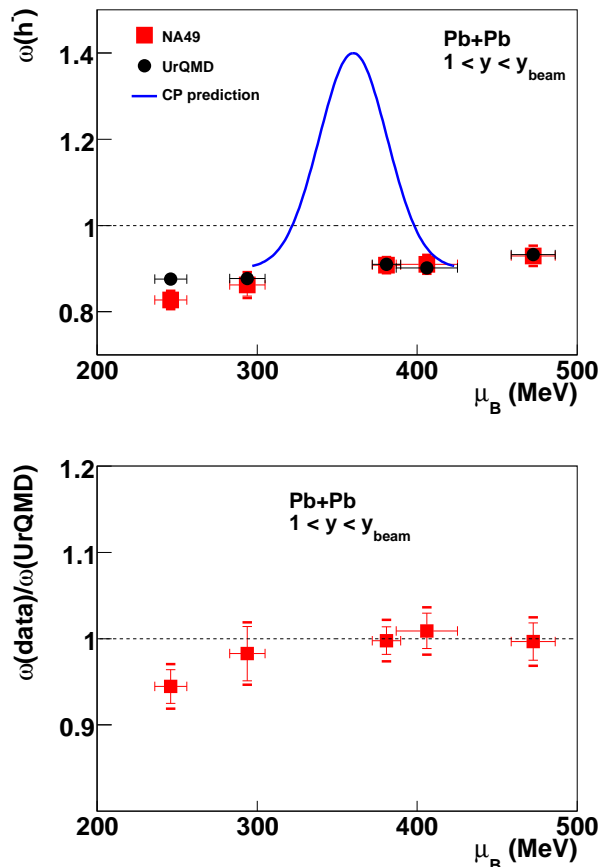 ω(h⁻)
NA49
UrQMD
CP prediction
Pb+Pb
1 < y < y_beam
1.4
1.2
1
0.8
200 300 400 500
μ_B (MeV)
ω(data)/ω(UrQMD)
Pb+Pb
1 < y < y_beam
1.2
1.1
1
0.9
200 300 400 500
μ_B (MeV)